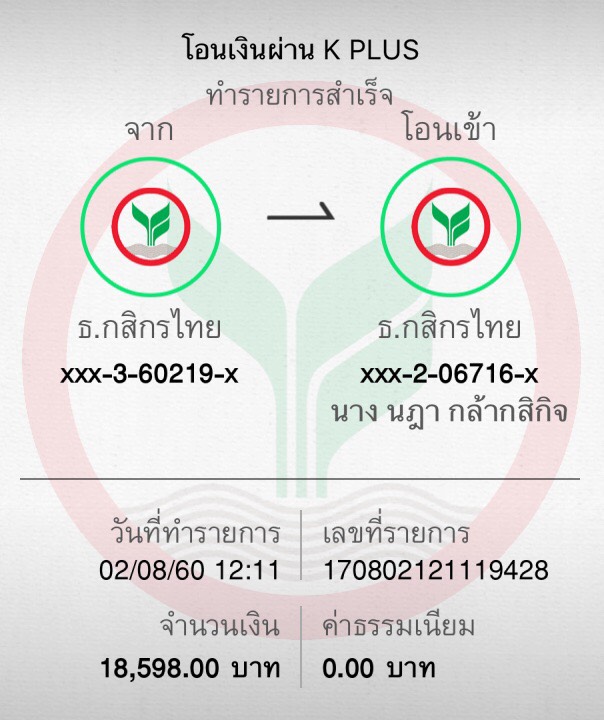 โอนเงินผ่าน K PLUS
ทำรายการสำเร็จ
จาก
โอนเข้า
ธ.กสิกรไทย
ธ.กสิกรไทย
xxx-3-60219-x
xxx-2-06716-x
นาง นฎา กล้ากสิกิจ
วันที่ทำรายการ
เลขที่รายการ
02/08/60 12:11
170802121119428
จำนวนเงิน
ค่าธรรมเนียม
18,598.00 บาท
0.00 บาท